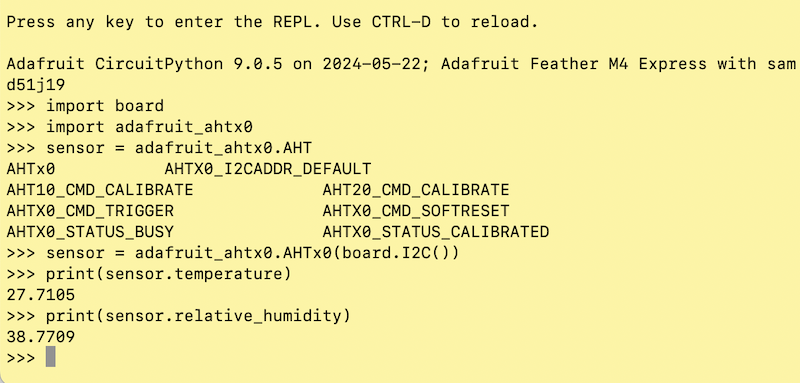 Press any key to enter the REPL. Use CTRL-D to reload.
Adafruit CircuitPython 9.0.5 on 2024-05-22; Adafruit Feather M4 Express with sam
d51j19
>>> import board
>>> import adafruit_ahtx0
>>> sensor = adafruit_ahtx0.AHT
AHTx0           AHTX0_I2CADDR_DEFAULT
AHT10_CMD_CALIBRATE             AHT20_CMD_CALIBRATE
AHTX0_CMD_TRIGGER               AHTX0_CMD_SOFTRESET
AHTX0_STATUS_BUSY               AHTX0_STATUS_CALIBRATED
>>> sensor = adafruit_ahtx0.AHTx0(board.I2C())
>>> print(sensor.temperature)
27.7105
>>> print(sensor.relative_humidity)
38.7709
>>>